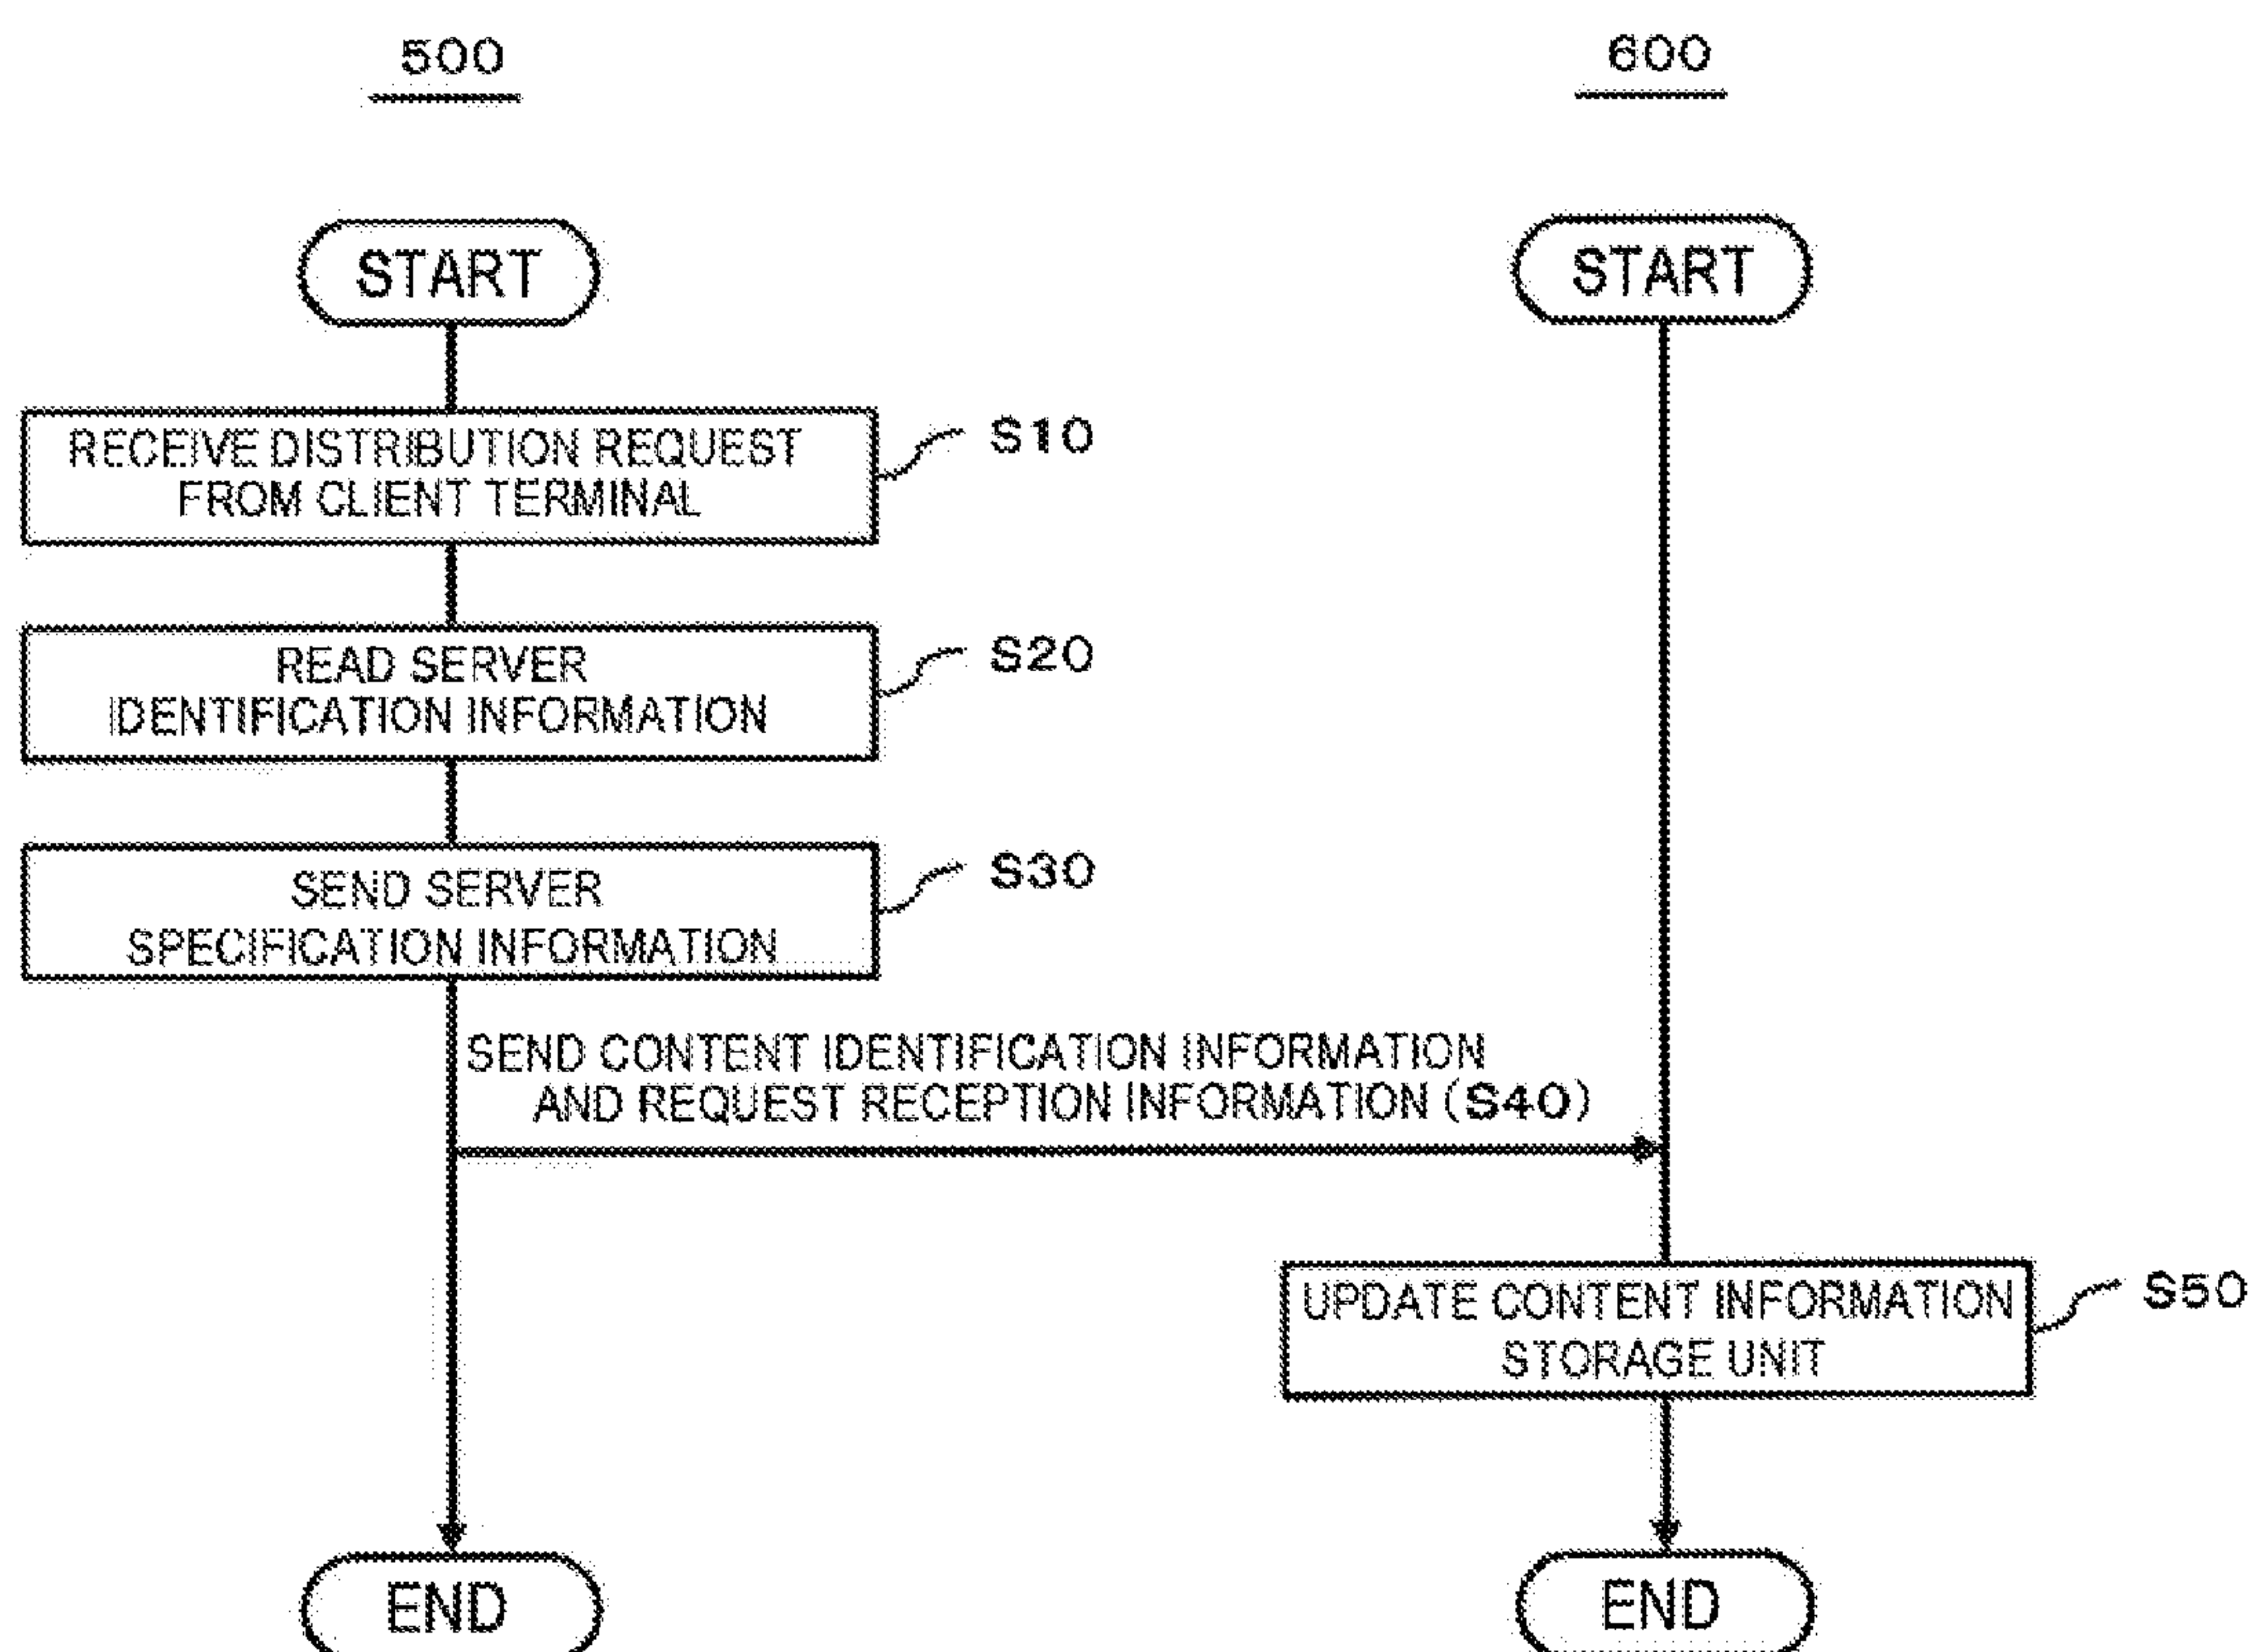 500
600
START
START
RECEIVE DISTRIBUTION REQUEST
FROM CLIENT TERMINAL
S10
READ SERVER
IDENTIFICATION INFORMATION
S20
SEND SERVER
SPECIFICATION INFORMATION
S30
SEND CONTENT IDENTIFICATION INFORMATION
AND REQUEST RECEPTION INFORMATION (S40)
UPDATE CONTENT INFORMATION
STORAGE UNIT
S50
END
END